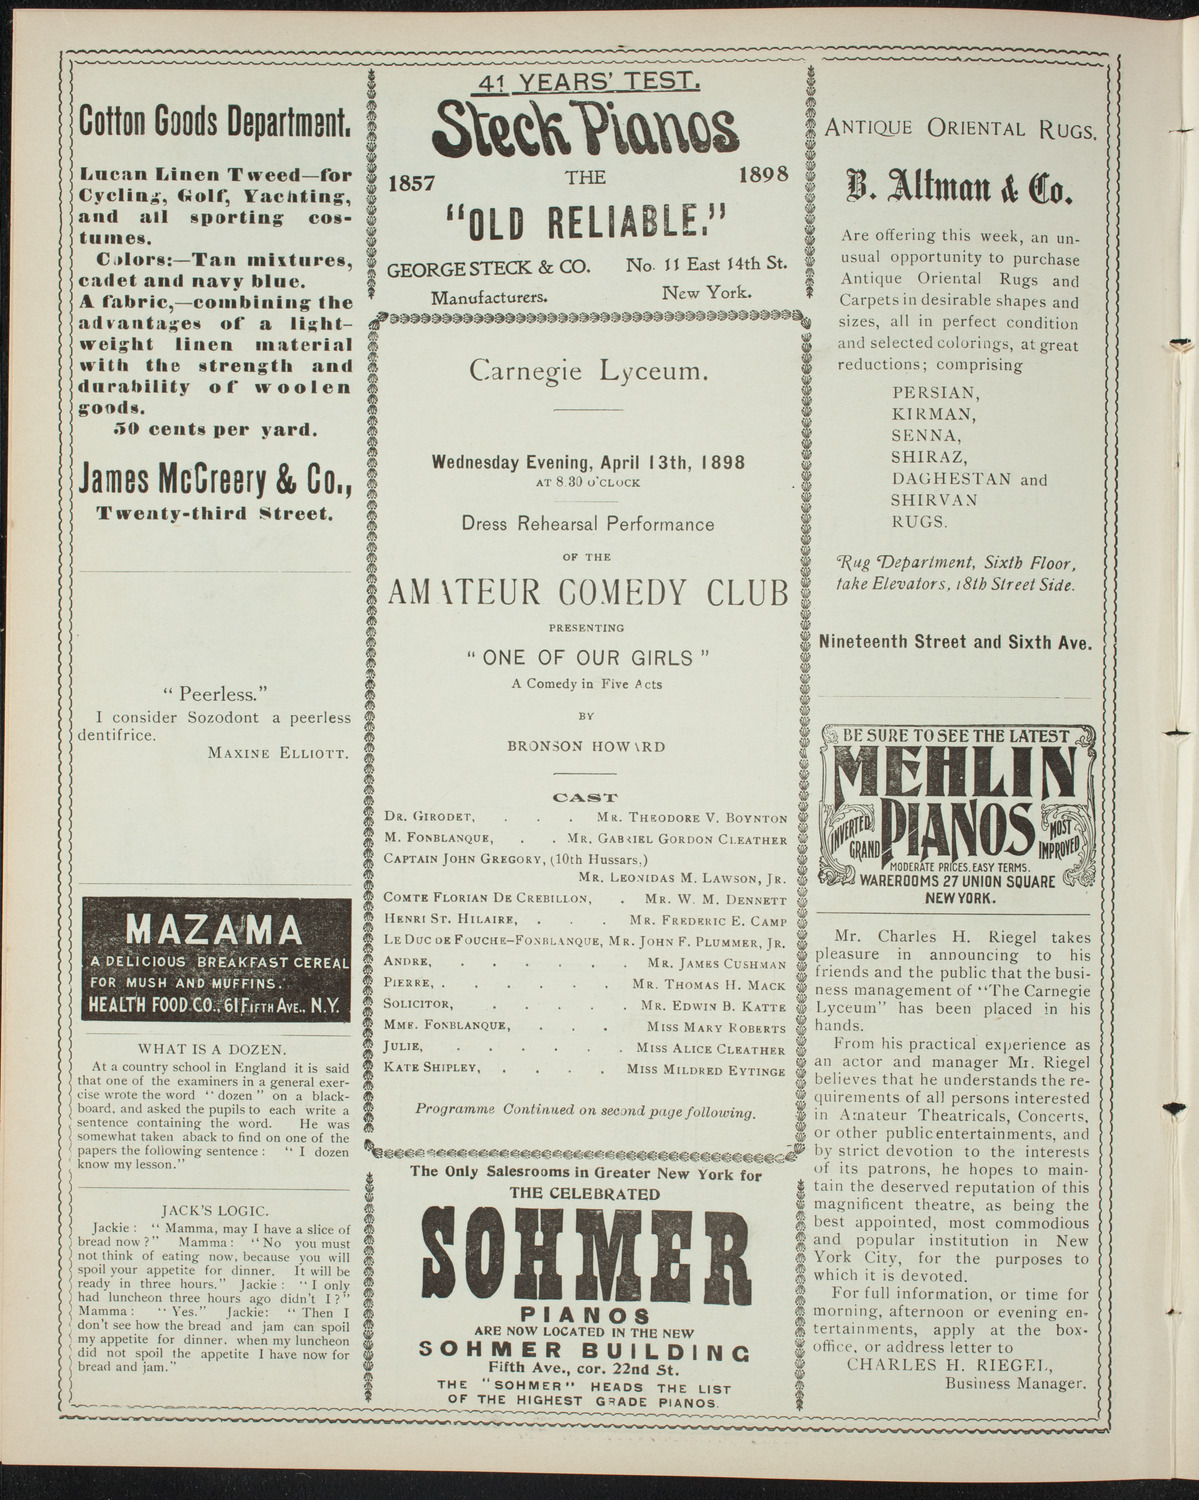 Cotton Goods Department.
Lucan Linen Tweed—for
Cycling, Golf, Yachting,
and all sporting cos-
tumes.
Colors:—Tan mixtures,
cadet and navy blue.
A fabric,—combining the
advantages of a light-
weight linen material
with the strength and
durability of woolen
goods.
50 cents per yard.
James McCreery & Co.,
Twenty-third Street.
"Peerless."
I consider Sozodont a peerless
dentifrice.
MAXINE ELLIOTT.
MAZAMA
A DELICIOUS BREAKFAST CEREAL
FOR MUSH AND MUFFINS.
HEALTH FOOD CO., 61 FIFTH AVE., N.Y.
WHAT IS A DOZEN.
At a country school in England it is said
that one of the examiners in a general exer-
cise wrote the word "dozen" on a black-
board, and asked the pupils to each write a
sentence containing the word. He was
somewhat taken aback to find on one of the
papers the following sentence: "I dozen
know my lesson."
JACK'S LOGIC.
Jackie: "Mamma, may I have a slice of
bread now?" Mamma: "No you must
not think of eating now, because you will
spoil your appetite for dinner. It will be
ready in three hours." Jackie: "I only
had luncheon three hours ago didn't I?"
Mamma: "Yes." Jackie: "Then I
don't see how the bread and jam can spoil
my appetite for dinner, when my luncheon
did not spoil the appetite I have now for
bread and jam."
41 YEARS' TEST.
Steck Pianos
1857 THE 1898
"OLD RELIABLE."
GEORGE STECK & CO. No. 11 East 14th St.
Manufacturers. New York.
Carnegie Lyceum.
Wednesday Evening, April 13th, 1898
AT 8.30 O'CLOCK
Dress Rehearsal Performance
OF THE
AMATEUR COMEDY CLUB
PRESENTING
"ONE OF OUR GIRLS"
A Comedy in Five Acts
BY
BRONSON HOWARD
CAST
DR. GIRODET, . . . MR. THEODORE V. BOYNTON
M. FONBLANQUE, . . MR. GABRIEL GORDON CLEATHER
CAPTAIN JOHN GREGORY, (10th Hussars,)
MR. LEONIDAS M. LAWSON, JR.
COMTE FLORIAN DE CREBILLON, . MR. W. M. DENNETT
HENRI ST. HILAIRE, . . . MR. FREDERIC E. CAMP
LE DUC DE FOUCHE-FONBLANQUE, MR. JOHN F. PLUMMER, JR.
ANDRE, . . . . . . MR. JAMES CUSHMAN
PIERRE, . . . . . MR. THOMAS H. MACK
SOLICITOR, . . . . . MR. EDWIN B. KATTE
MME. FONBLANQUE, . . . MISS MARY ROBERTS
JULIE, . . . . . . MISS ALICE CLEATHER
KATE SHIPLEY, . . . . MISS MILDRED EYTINGE
Programme Continued on second page following.
The Only Salesrooms in Greater New York for
THE CELEBRATED
SOHMER
PIANOS
ARE NOW LOCATED IN THE NEW
SOHMER BUILDING
Fifth Ave., cor. 22nd St.
THE "SOHMER" HEADS THE LIST
OF THE HIGHEST GRADE PIANOS.
ANTIQUE ORIENTAL RUGS.
B. Altman & Co.
Are offering this week, an un-
usual opportunity to purchase
Antique Oriental Rugs and
Carpets in desirable shapes and
sizes, all in perfect condition
and selected colorings, at great
reductions; comprising
PERSIAN,
KIRMAN,
SENNA,
SHIRAZ,
DAGHESTAN and
SHIRVAN
RUGS.
Rug Department, Sixth Floor,
take Elevators, 18th Street Side.
Nineteenth Street and Sixth Ave.
BE SURE TO SEE THE LATEST
MEHLIN
INVERTED GRAND PIANOS MOST IMPROVED
MODERATE PRICES. EASY TERMS.
WAREROOMS 27 UNION SQUARE
NEW YORK.
Mr. Charles H. Riegel takes
pleasure in announcing to his
friends and the public that the busi-
ness management of "The Carnegie
Lyceum" has been placed in his
hands.
From his practical experience as
an actor and manager Mr. Riegel
believes that he understands the re-
quirements of all persons interested
in Amateur Theatricals, Concerts,
or other public entertainments, and
by strict devotion to the interests
of its patrons, he hopes to main-
tain the deserved reputation of this
magnificent theatre, as being the
best appointed, most commodious
and popular institution in New
York City, for the purposes to
which it is devoted.
For full information, or time for
morning, afternoon or evening en-
tertainments, apply at the box-
office, or address letter to
CHARLES H. RIEGEL,
Business Manager.